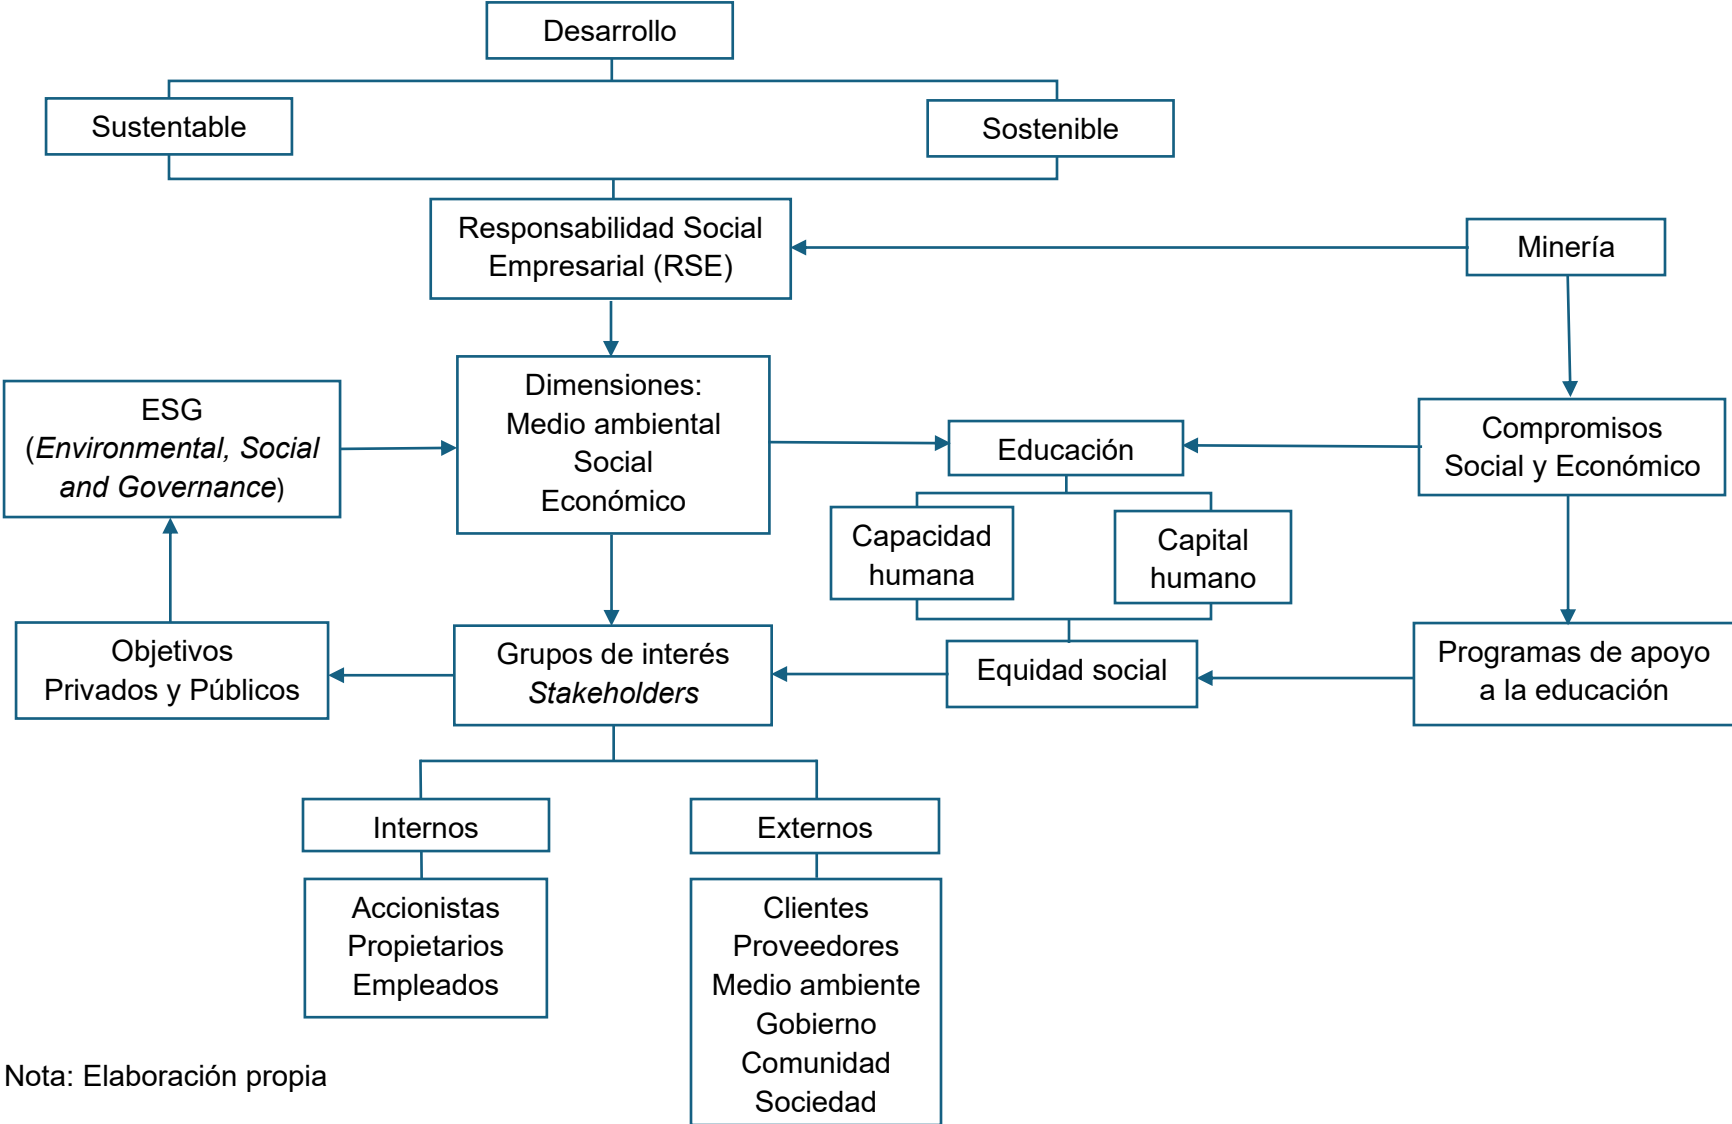 Desarrollo
Sustentable
Sostenible
Responsabilidad Social
Empresarial (RSE)
Minería
Dimensiones:
Medio ambiental
Social
Económico
ESG
(Environmental, Social
and Governance)
Educación
Compromisos
Social y Económico
Capacidad
humana
Capital
humano
Objetivos
Privados y Públicos
Grupos de interés
Stakeholders
Equidad social
Programas de apoyo
a la educación
Internos
Externos
Accionistas
Propietarios
Empleados
Clientes
Proveedores
Medio ambiente
Gobierno
Comunidad
Sociedad
Nota: Elaboración propia